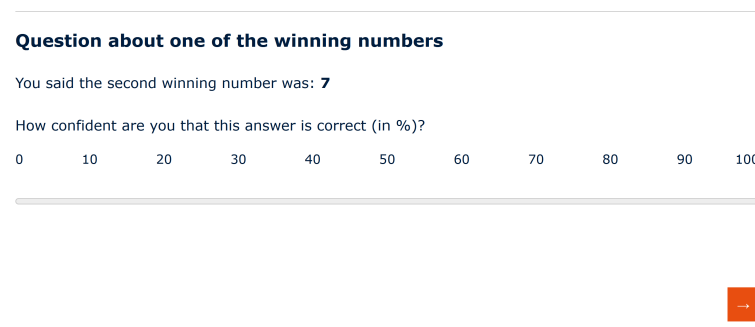 Question about one of the winning numbers
You said the second winning number was: 7
How confident are you that this answer is correct (in %)?
0 10 20 30 40 50 60 70 80 90 100
→